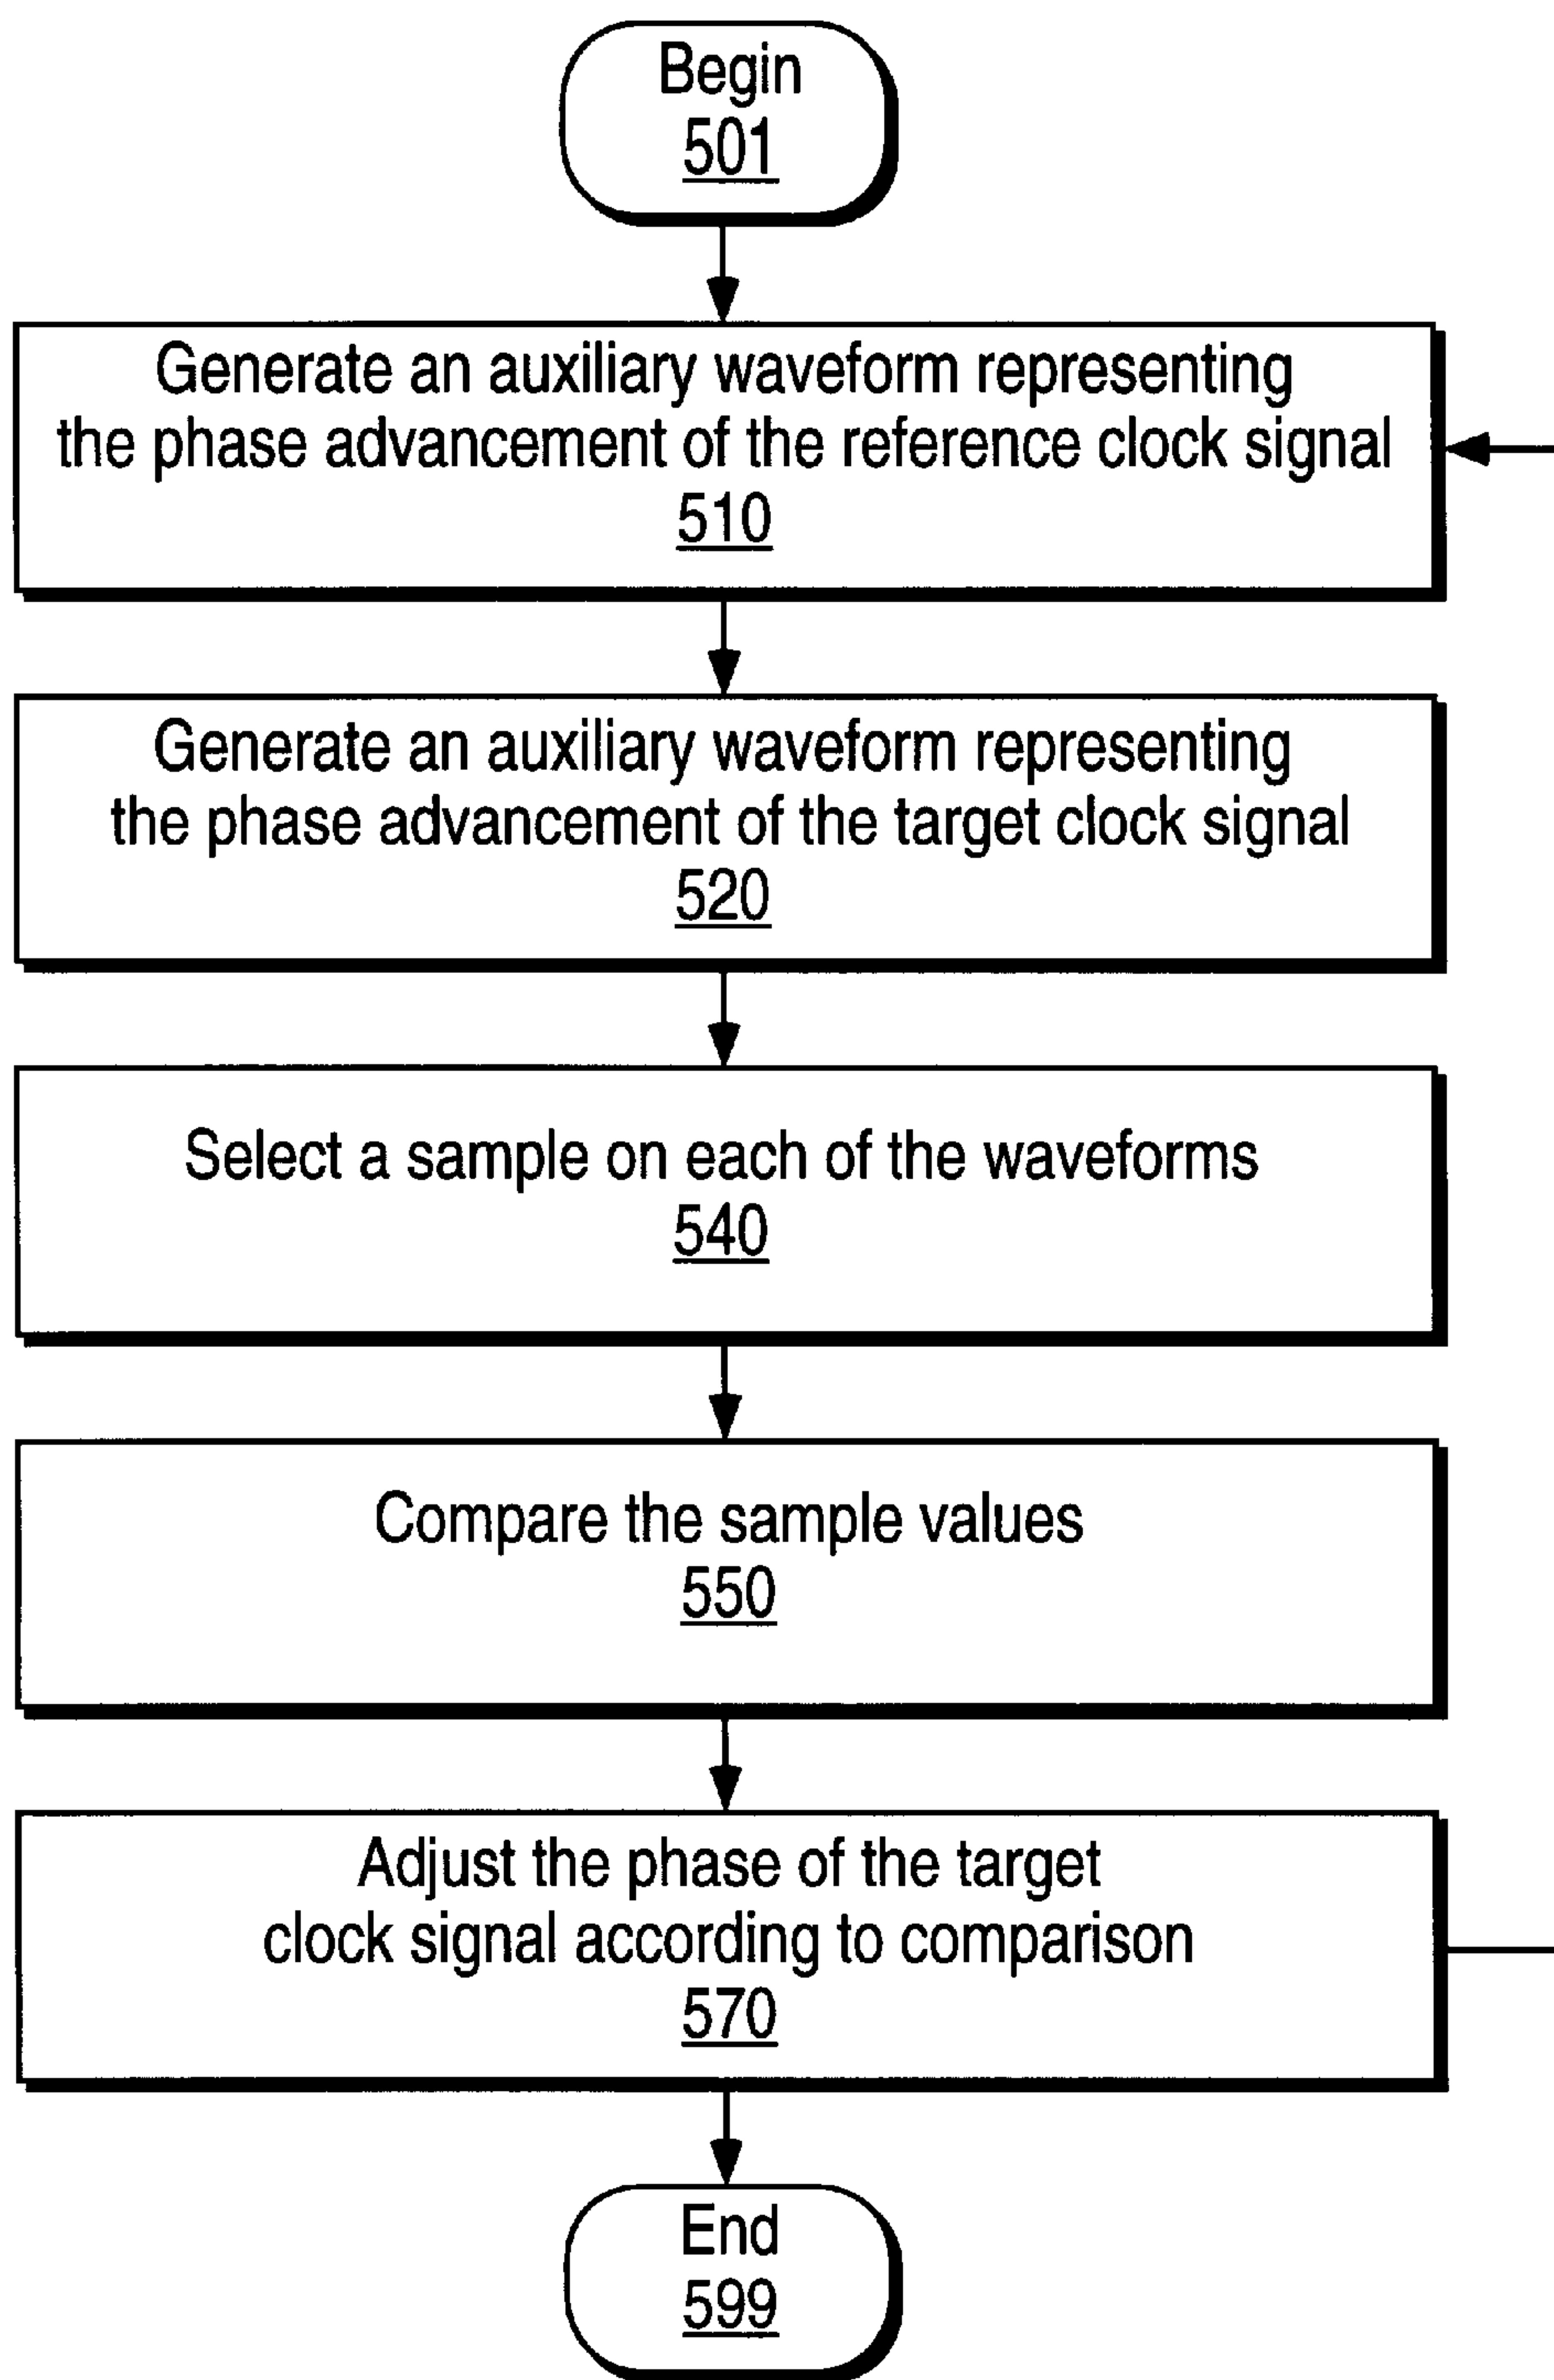 Begin
501
Generate an auxiliary waveform representing
the phase advancement of the reference clock signal
510
Generate an auxiliary waveform representing
the phase advancement of the target clock signal
520
Select a sample on each of the waveforms
540
Compare the sample values
550
Adjust the phase of the target
clock signal according to comparison
570
End
599